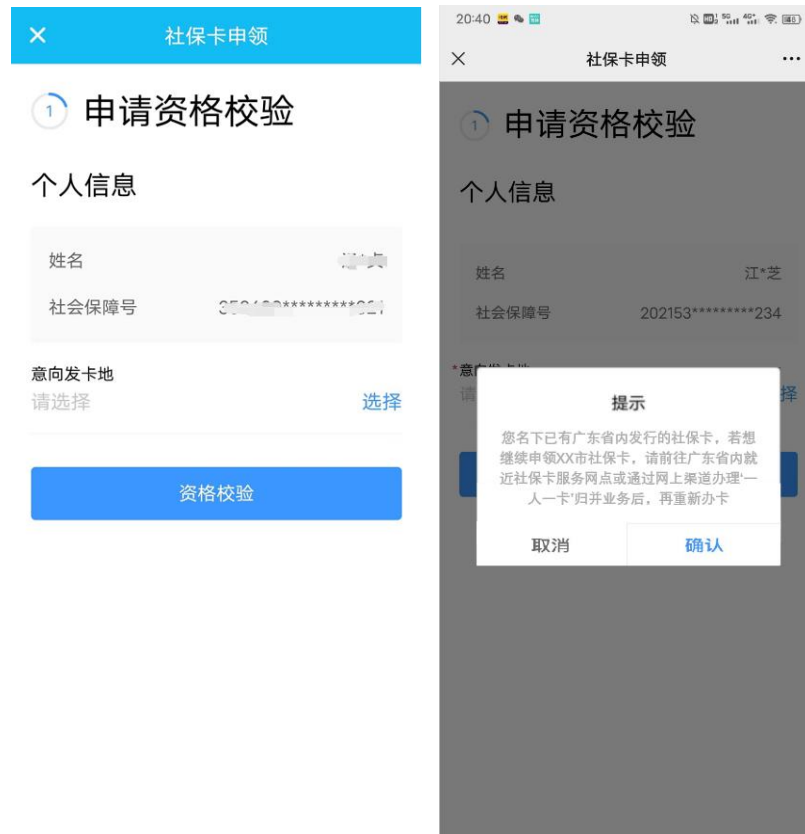 社保卡申领
1 申请资格校验
个人信息
姓名
社会保障号
意向发卡地
请选择 选择
资格校验
20:40
社保卡申领
1 申请资格校验
个人信息
姓名 江*芝
社会保障号 202153*********234
提示
您名下已有广东省内发行的社保卡，若想
继续申领XX市社保卡，请前往广东省内就
近社保卡服务网点或通过网上渠道办理‘一
人一卡’归并业务后，再重新办卡
取消 确认